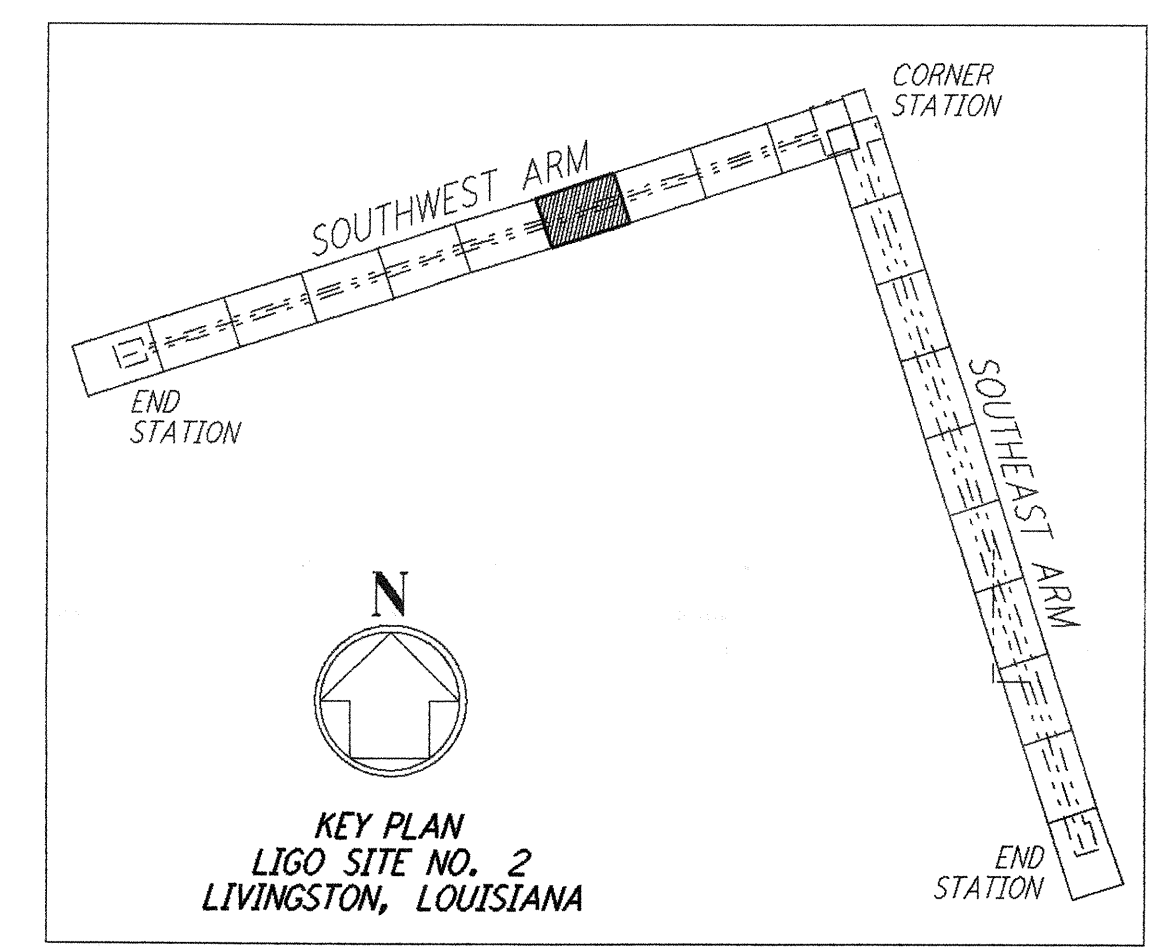 CORNER
STATION
SOUTHWEST ARM
END
STATION
SOUTHEAST ARM
N
KEY PLAN
LIGO SITE NO. 2
LIVINGSTON, LOUISIANA
END
STATION